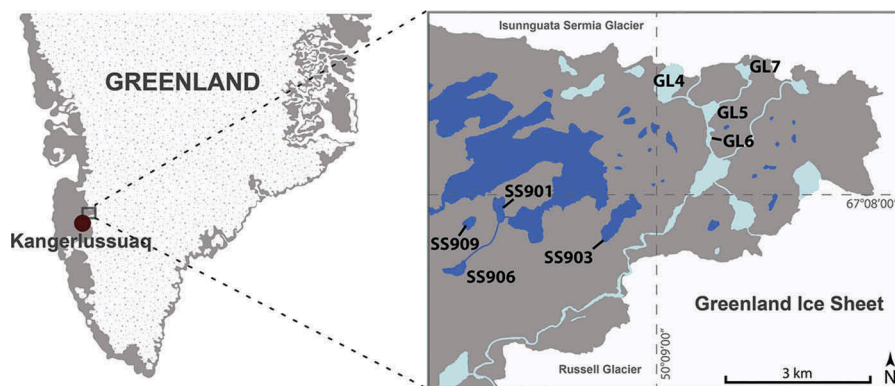 GREENLAND
Kangerlussuaq
Isunnguata Sermia Glacier
GL4
GL7
GL5
GL6
SS901
67°08'00"
SS909
SS903
SS906
Greenland Ice Sheet
50°09'00"
Russell Glacier
3 km
N